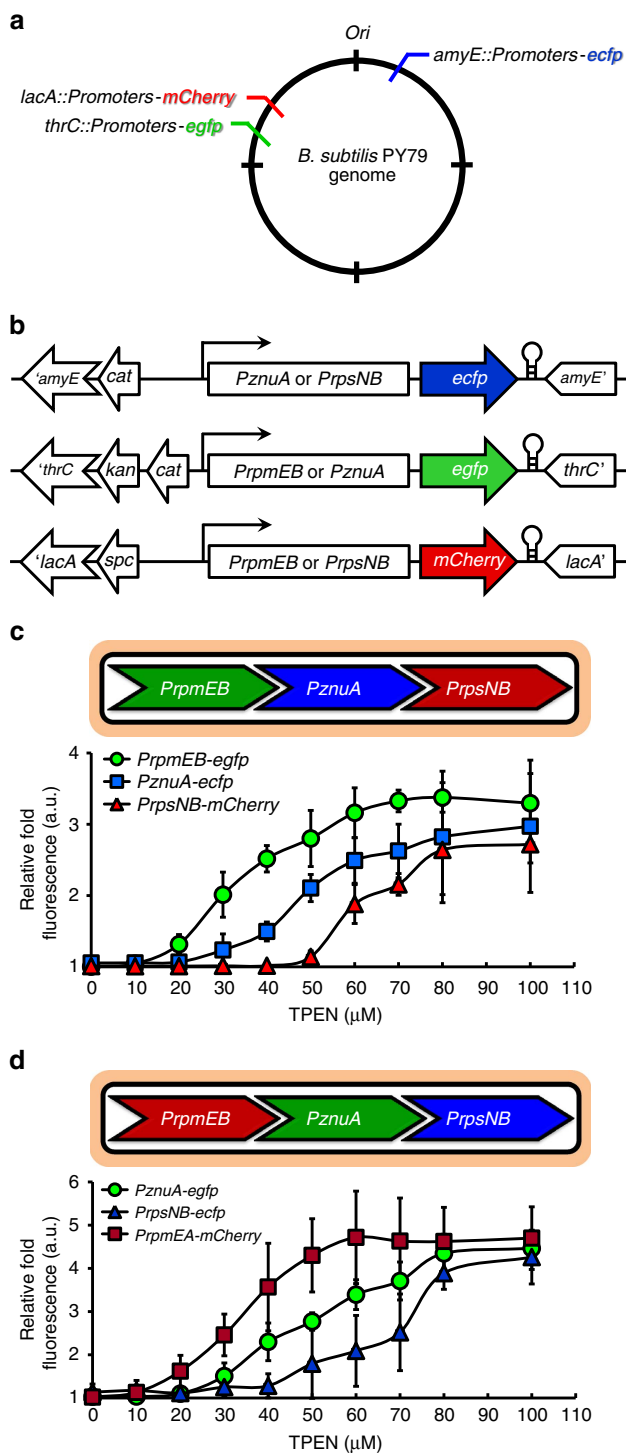 a
Ori
amyE::Promoters-ecfp
lacA::Promoters-mCherry
thrC::Promoters-egfp
B. subtilis PY79
genome
b
'amyE cat PznuA or PrpsNB ecfp amyE'
'thrC kan cat PrpmEB or PznuA egfp thrC'
'lacA spc PrpmEB or PrpsNB mCherry lacA'
c
PrpmEB PznuA PrpsNB
4
3
2
1
Relative fold
fluorescence (a.u.)
PrpmEB-egfp
PznuA-ecfp
PrpsNB-mCherry
0 10 20 30 40 50 60 70 80 90 100 110
TPEN (μM)
d
PrpmEB PznuA PrpsNB
6
5
4
3
2
1
Relative fold
fluorescence (a.u.)
PznuA-egfp
PrpsNB-ecfp
PrpmEA-mCherry
0 10 20 30 40 50 60 70 80 90 100 110
TPEN (μM)